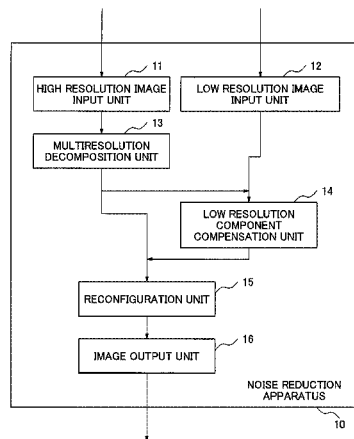 11
HIGH RESOLUTION IMAGE
INPUT UNIT
12
LOW RESOLUTION IMAGE
INPUT UNIT
13
MULTIRESOLUTION
DECOMPOSITION UNIT
14
LOW RESOLUTION
COMPONENT
COMPENSATION UNIT
15
RECONFIGURATION UNIT
16
IMAGE OUTPUT UNIT
NOISE REDUCTION
APPARATUS
10